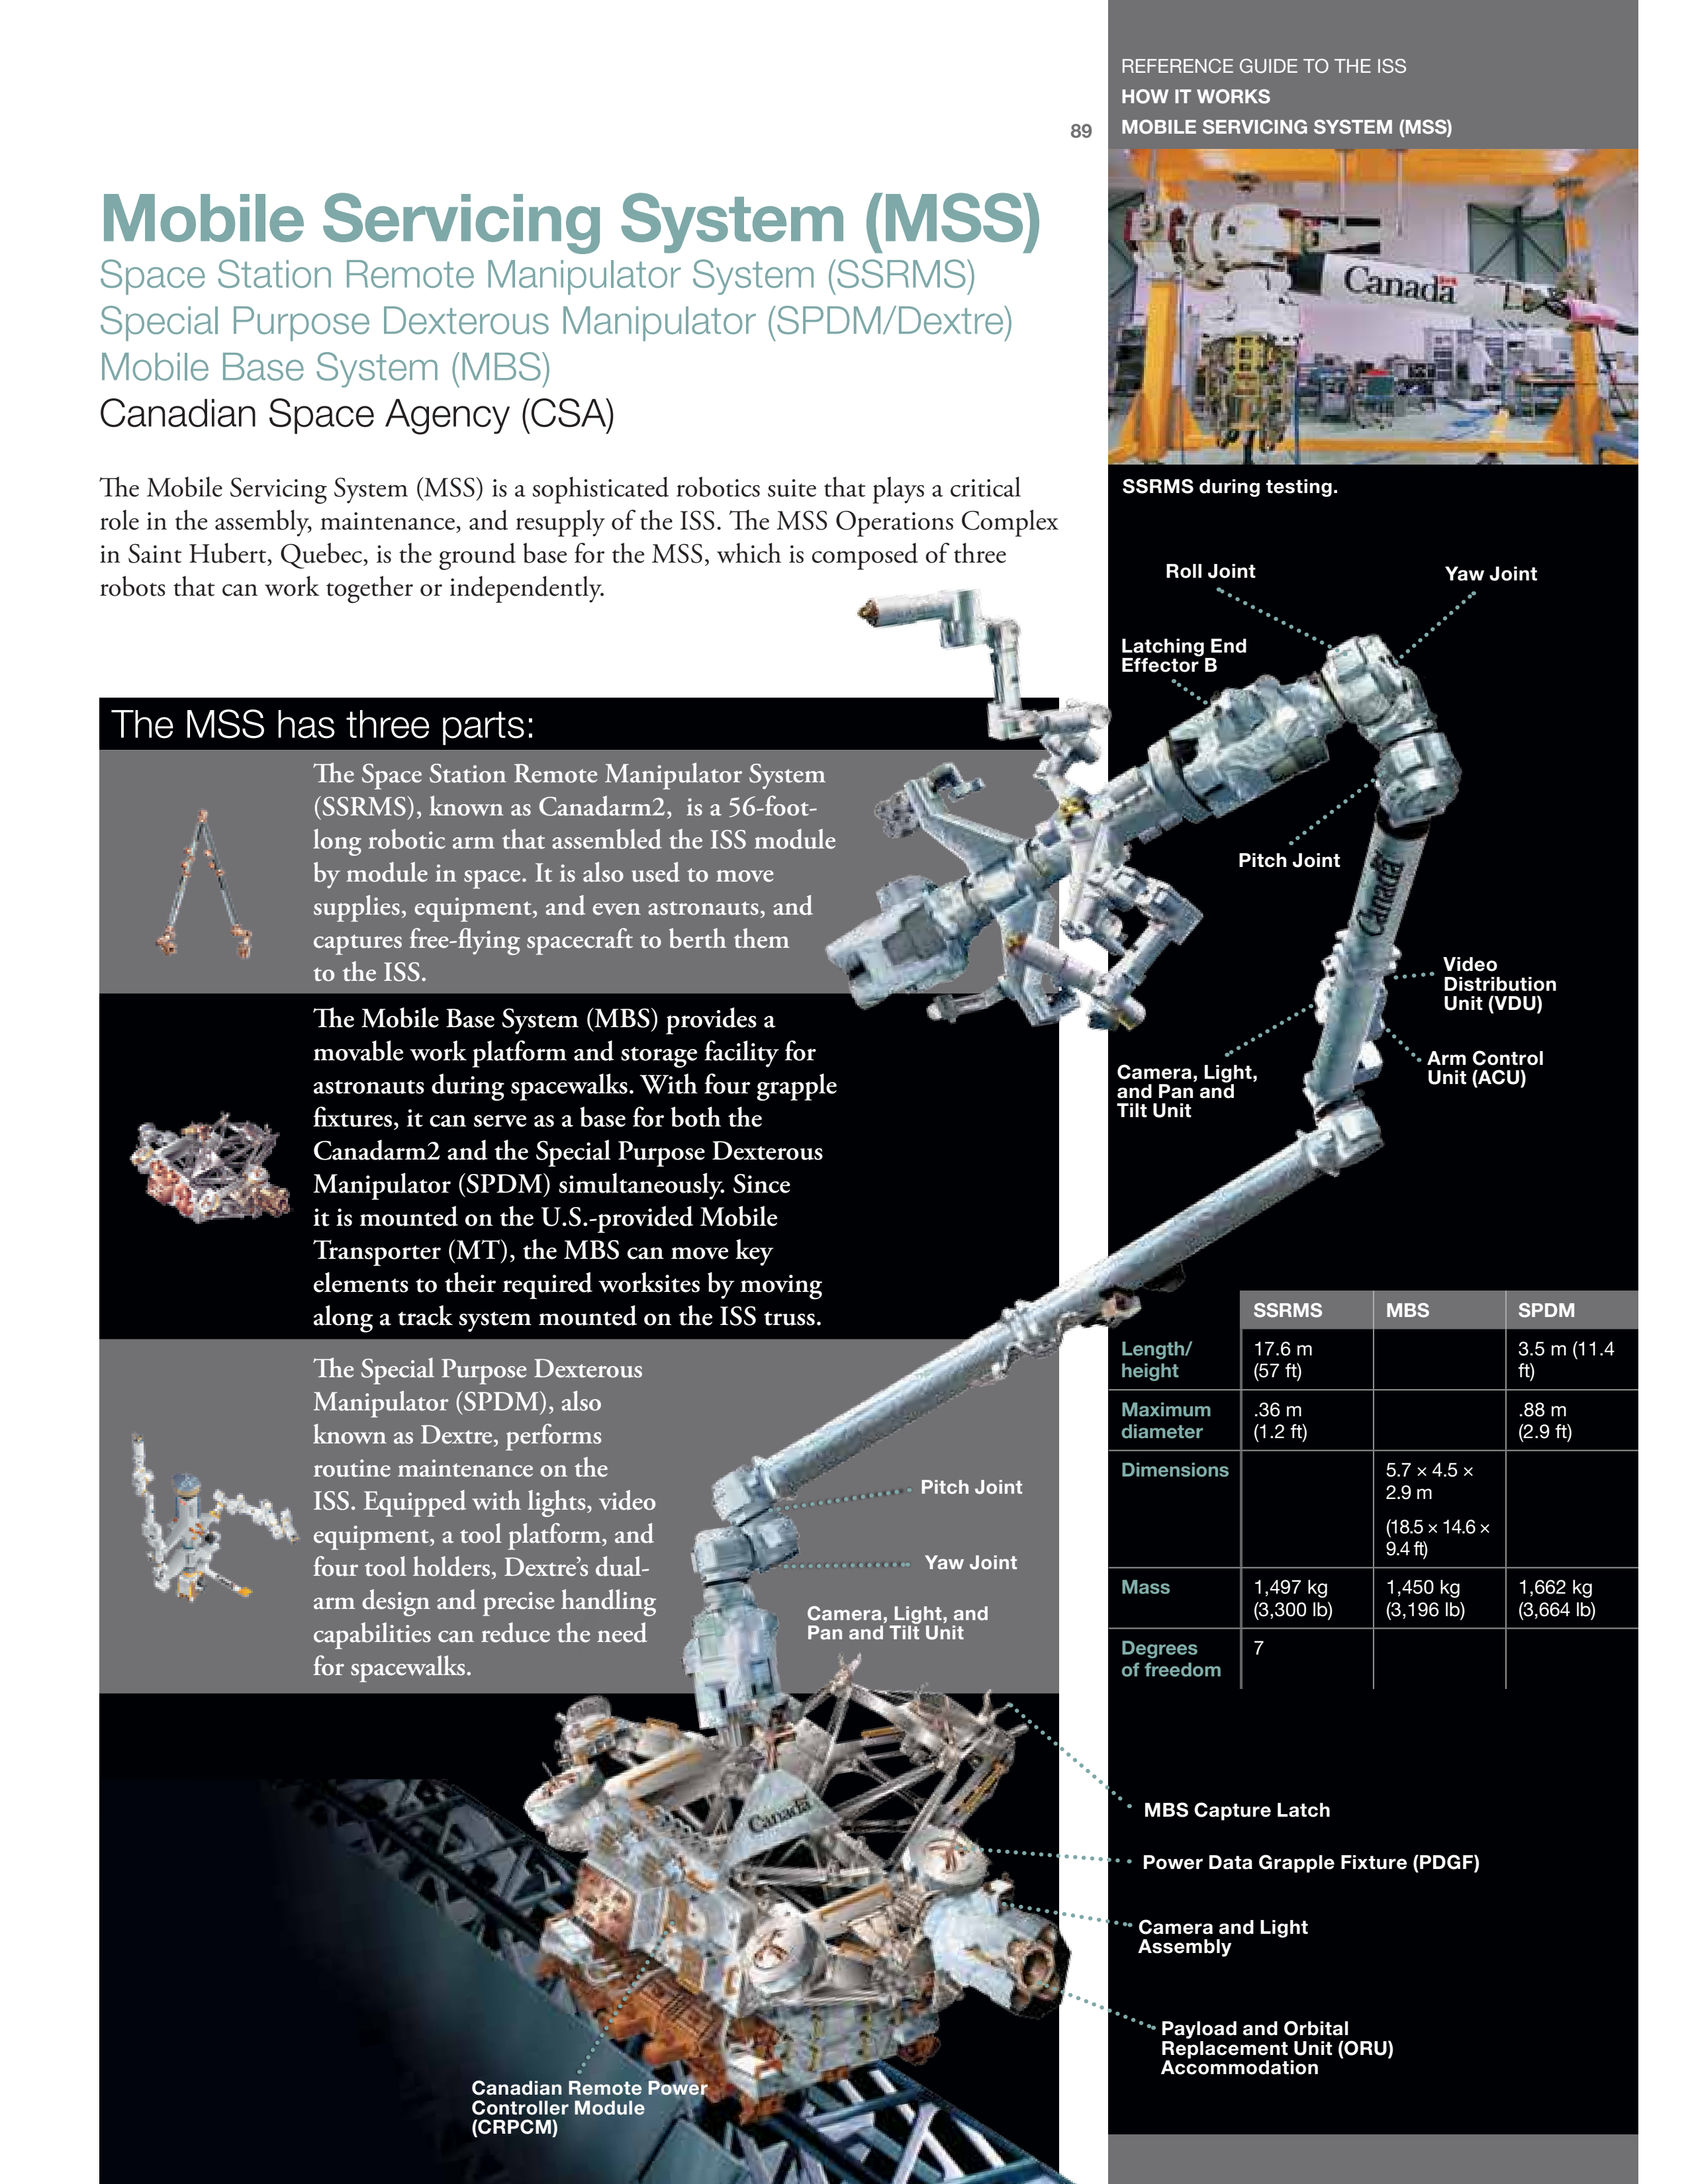 REFERENCE GUIDE TO THE ISS
HOW IT WORKS
MOBILE SERVICING SYSTEM (MSS)
89
Mobile Servicing System (MSS)
Space Station Remote Manipulator System (SSRMS)
Special Purpose Dexterous Manipulator (SPDM/Dextre)
Mobile Base System (MBS)
Canadian Space Agency (CSA)
The Mobile Servicing System (MSS) is a sophisticated robotics suite that plays a critical
role in the assembly, maintenance, and resupply of the ISS. The MSS Operations Complex
in Saint Hubert, Quebec, is the ground base for the MSS, which is composed of three
robots that can work together or independently.
The MSS has three parts:
The Space Station Remote Manipulator System
(SSRMS), known as Canadarm2,  is a 56-foot-
long robotic arm that assembled the ISS module
by module in space. It is also used to move
supplies, equipment, and even astronauts, and
captures free-flying spacecraft to berth them
to the ISS.
The Mobile Base System (MBS) provides a
movable work platform and storage facility for
astronauts during spacewalks. With four grapple
fixtures, it can serve as a base for both the
Canadarm2 and the Special Purpose Dexterous
Manipulator (SPDM) simultaneously. Since
it is mounted on the U.S.-provided Mobile
Transporter (MT), the MBS can move key
elements to their required worksites by moving
along a track system mounted on the ISS truss.
The Special Purpose Dexterous
Manipulator (SPDM), also
known as Dextre, performs
routine maintenance on the
ISS. Equipped with lights, video
equipment, a tool platform, and
four tool holders, Dextre’s dual-
arm design and precise handling
capabilities can reduce the need
for spacewalks.
Canada
SSRMS during testing.
Roll Joint
Yaw Joint
Latching End
Effector B
Pitch Joint
Canada
Video
Distribution
Unit (VDU)
Arm Control
Unit (ACU)
Camera, Light,
and Pan and
Tilt Unit
SSRMS MBS SPDM
Length/
height
17.6 m
(57 ft)
3.5 m (11.4
ft)
Maximum
diameter
.36 m
(1.2 ft)
.88 m
(2.9 ft)
Dimensions
5.7 × 4.5 ×
2.9 m
(18.5 × 14.6 ×
9.4 ft)
Mass
1,497 kg
(3,300 lb)
1,450 kg
(3,196 lb)
1,662 kg
(3,664 lb)
Degrees
of freedom
7
Pitch Joint
Yaw Joint
Camera, Light, and
Pan and Tilt Unit
Canada
MBS Capture Latch
Power Data Grapple Fixture (PDGF)
Camera and Light
Assembly
Payload and Orbital
Replacement Unit (ORU)
Accommodation
Canadian Remote Power
Controller Module
(CRPCM)